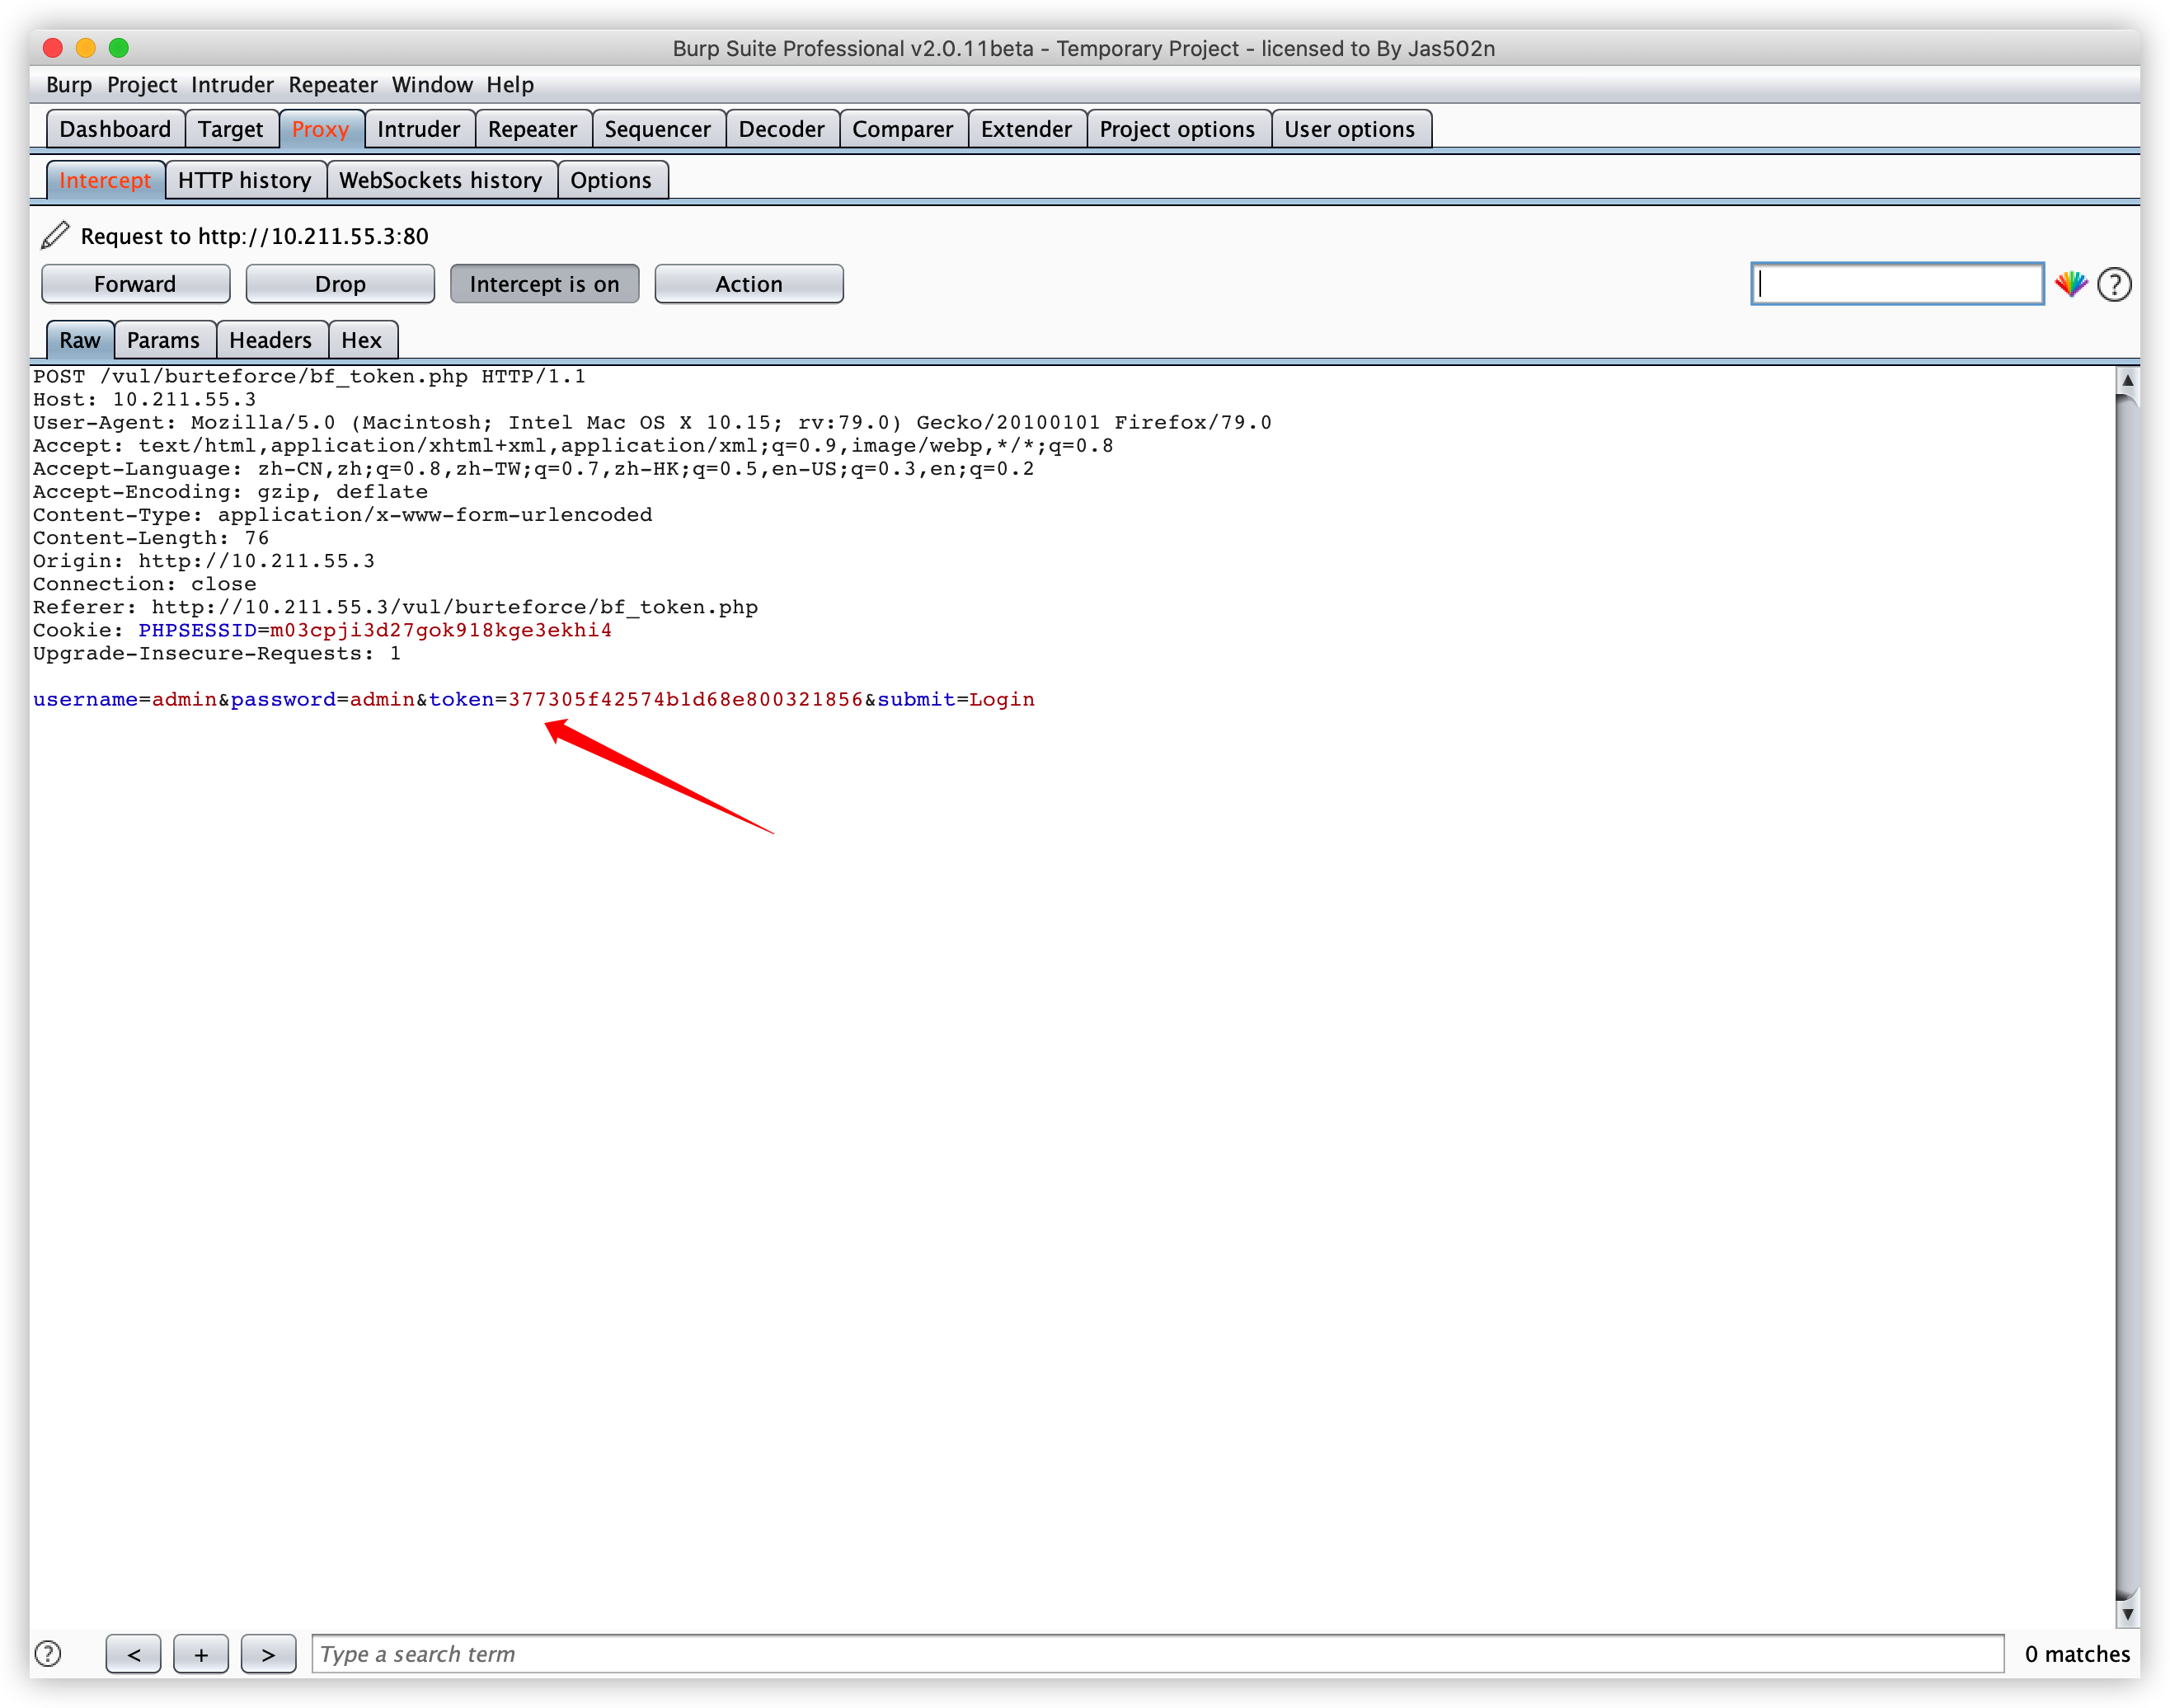 Burp Suite Professional v2.0.11beta - Temporary Project - licensed to By Jas502n
Burp Project Intruder Repeater Window Help
Dashboard Target Proxy Intruder Repeater Sequencer Decoder Comparer Extender Project options User options
Intercept HTTP history WebSockets history Options
Request to http://10.211.55.3:80
Forward Drop Intercept is on Action ?
Raw Params Headers Hex
POST /vul/burteforce/bf_token.php HTTP/1.1
Host: 10.211.55.3
User-Agent: Mozilla/5.0 (Macintosh; Intel Mac OS X 10.15; rv:79.0) Gecko/20100101 Firefox/79.0
Accept: text/html,application/xhtml+xml,application/xml;q=0.9,image/webp,*/*;q=0.8
Accept-Language: zh-CN,zh;q=0.8,zh-TW;q=0.7,zh-HK;q=0.5,en-US;q=0.3,en;q=0.2
Accept-Encoding: gzip, deflate
Content-Type: application/x-www-form-urlencoded
Content-Length: 76
Origin: http://10.211.55.3
Connection: close
Referer: http://10.211.55.3/vul/burteforce/bf_token.php
Cookie: PHPSESSID=m03cpji3d27gok918kge3ekhi4
Upgrade-Insecure-Requests: 1
username=admin&password=admin&token=377305f42574b1d68e800321856&submit=Login
? < + > Type a search term 0 matches